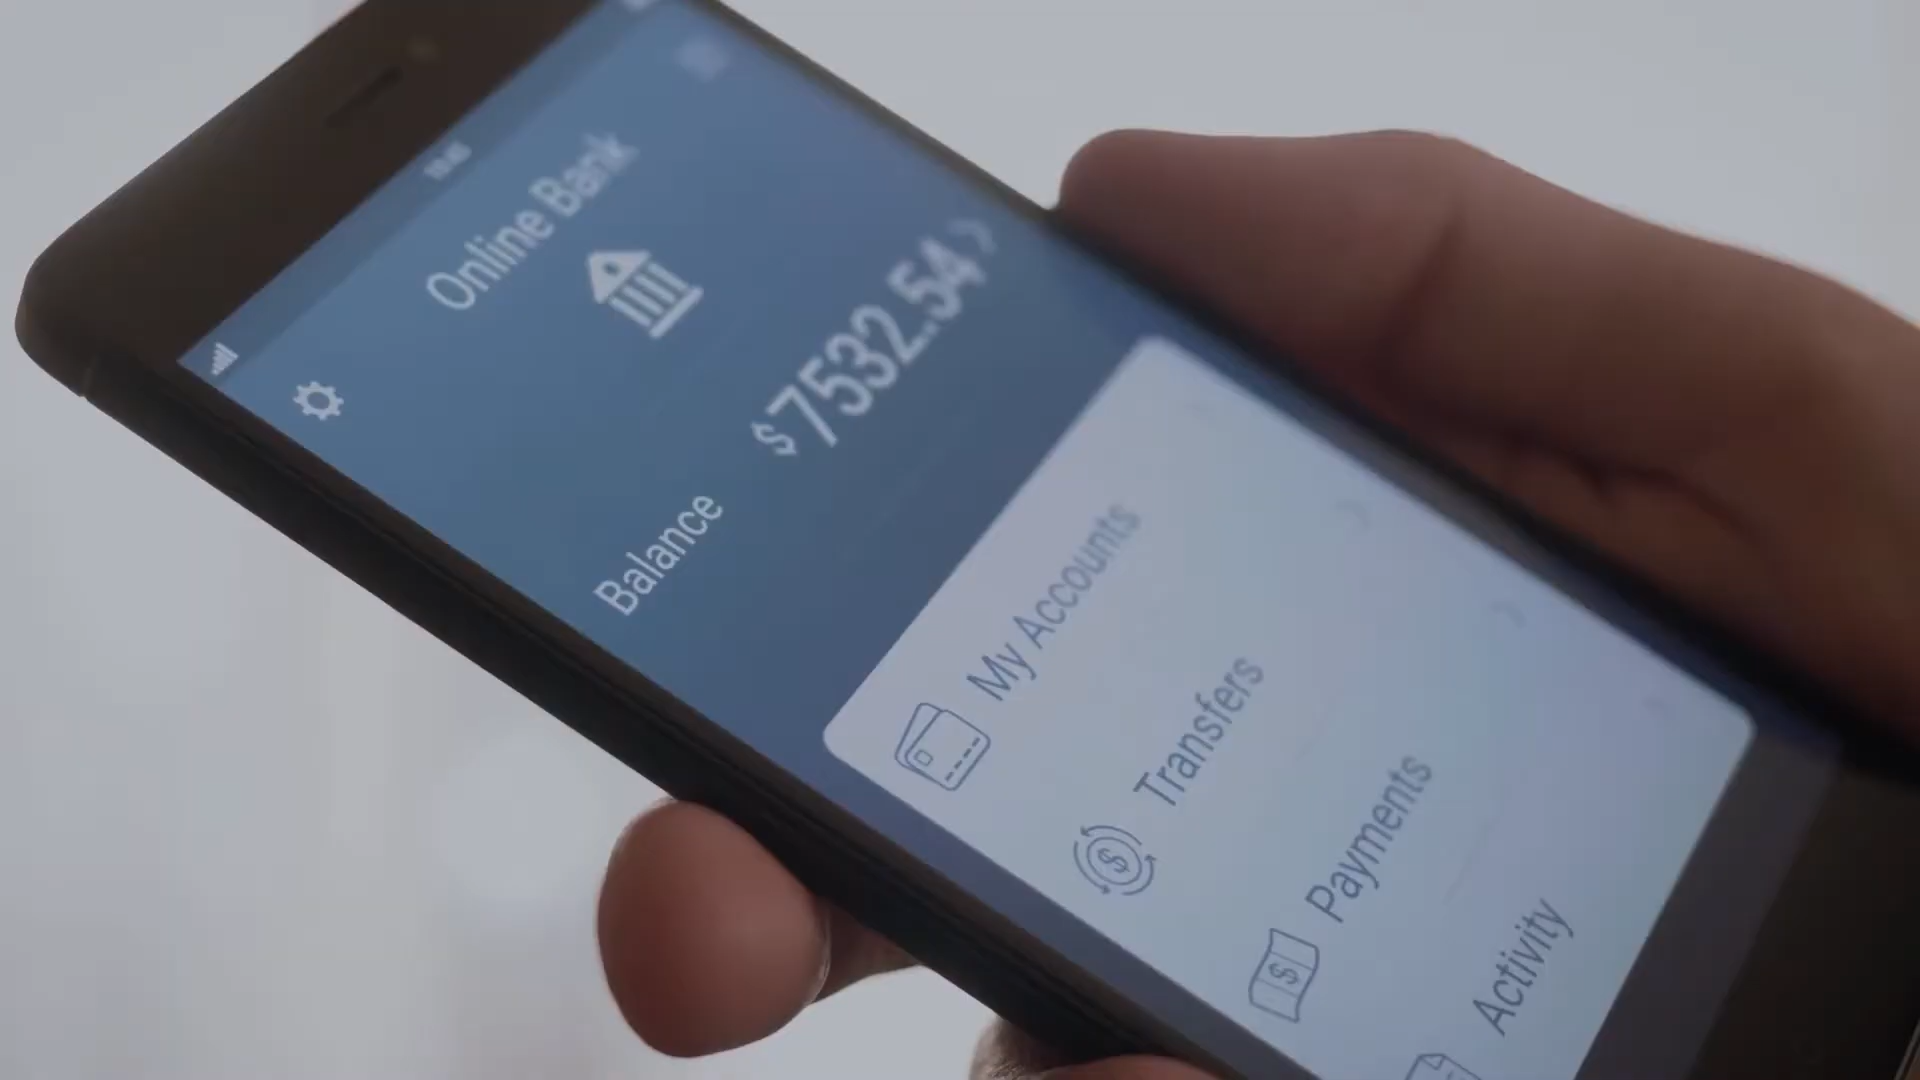 Online Bank
Balance
$7532.54
My Accounts
Transfers
Payments
Activity